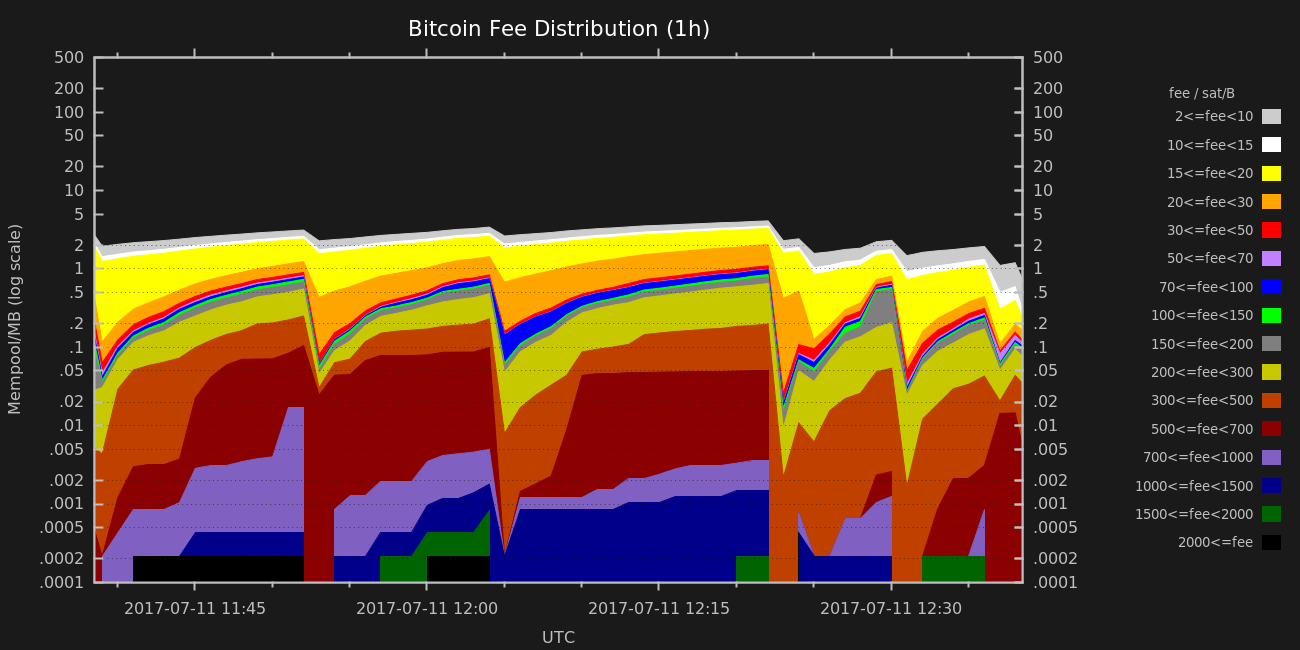 Bitcoin Fee Distribution (1h)
Mempool/MB (log scale)
500
200
100
50
20
10
5
2
1
.5
.2
.1
.05
.02
.01
.005
.002
.001
.0005
.0002
.0001
500
200
100
50
20
10
5
2
1
.5
.2
.1
.05
.02
.01
.005
.002
.001
.0005
.0002
.0001
2017-07-11 11:45
2017-07-11 12:00
2017-07-11 12:15
2017-07-11 12:30
UTC
fee / sat/B
2<=fee<10
10<=fee<15
15<=fee<20
20<=fee<30
30<=fee<50
50<=fee<70
70<=fee<100
100<=fee<150
150<=fee<200
200<=fee<300
300<=fee<500
500<=fee<700
700<=fee<1000
1000<=fee<1500
1500<=fee<2000
2000<=fee